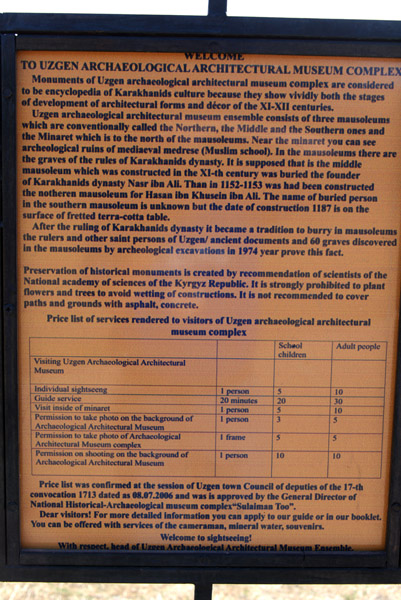 WELCOME
TO UZGEN ARCHAEOLOGICAL ARCHITECTURAL MUSEUM COMPLEX
Monuments of Uzgen archaeological architectural museum complex are considered
to be encyclopedia of Karakhanids culture because they show vividly both the stages
of development of architectural forms and décor of the XI-XII centuries.
Uzgen archaeological architectural museum ensemble consists of three mausoleums
which are conventionally called the Northern, the Middle and the Southern ones and
the Minaret which is to the north of the mausoleums. Near the minaret you can see
archeological ruins of mediaeval medrese (Muslim school). In the mausoleums there are
the graves of the rules of Karakhanids dynasty. It is supposed that is the middle
mausoleum which was constructed in the XI-th century was buried the founder
of Karakhanids dynasty Nasr ibn Ali. Than in 1152-1153 was had been constructed
the notheren mausoleum for Hasan ibn Khusein ibn Ali. The name of buried person
in the southern mausoleum is unknown but the date of construction 1187 is on the
surface of fretted terra-cotta table.
After the ruling of Karakhanids dynasty it became a tradition to burry in mausoleums
the rulers and other saint persons of Uzgen/ ancient documents and 60 graves discovered
in the mausoleums by archeological excavations in 1974 year prove this fact.
Preservation of historical monuments is created by recommendation of scientists of the
National academy of sciences of the Kyrgyz Republic. It is strongly prohibited to plant
flowers and trees to avoid wetting of constructions. It is not recommended to cover
paths and grounds with asphalt, concrete.
Price list of services rendered to visitors of Uzgen archaeological architectural
museum complex
School children Adult people
Visiting Uzgen Archaeological Architectural
Museum
Individual sightseeng 1 person 5 10
Guide service 20 minutes 20 30
Visit inside of minaret 1 person 5 10
Permission to take photo on the background of 1 person 3 5
Archaeological Architectural Museum
Permission to take photo of Archaeological 1 frame 5 5
Architectural Museum complex
Permission on shooting on the background of 1 person 10 10
Archaeological Architectural Museum
Price list was confirmed at the session of Uzgen town Council of deputies of the 17-th
convocation 1713 dated as 08.07.2006 and was approved by the General Director of
National Historical-Archaeological museum complex“Sulaiman Too”.
Dear visitors! For more detailed information you can apply to our guide or in our booklet.
You can be offered with services of the cameraman, mineral water, souvenirs.
Welcome to sightseeing!
With respect, head of Uzgen Archaeological Architectural Museum Ensemble.